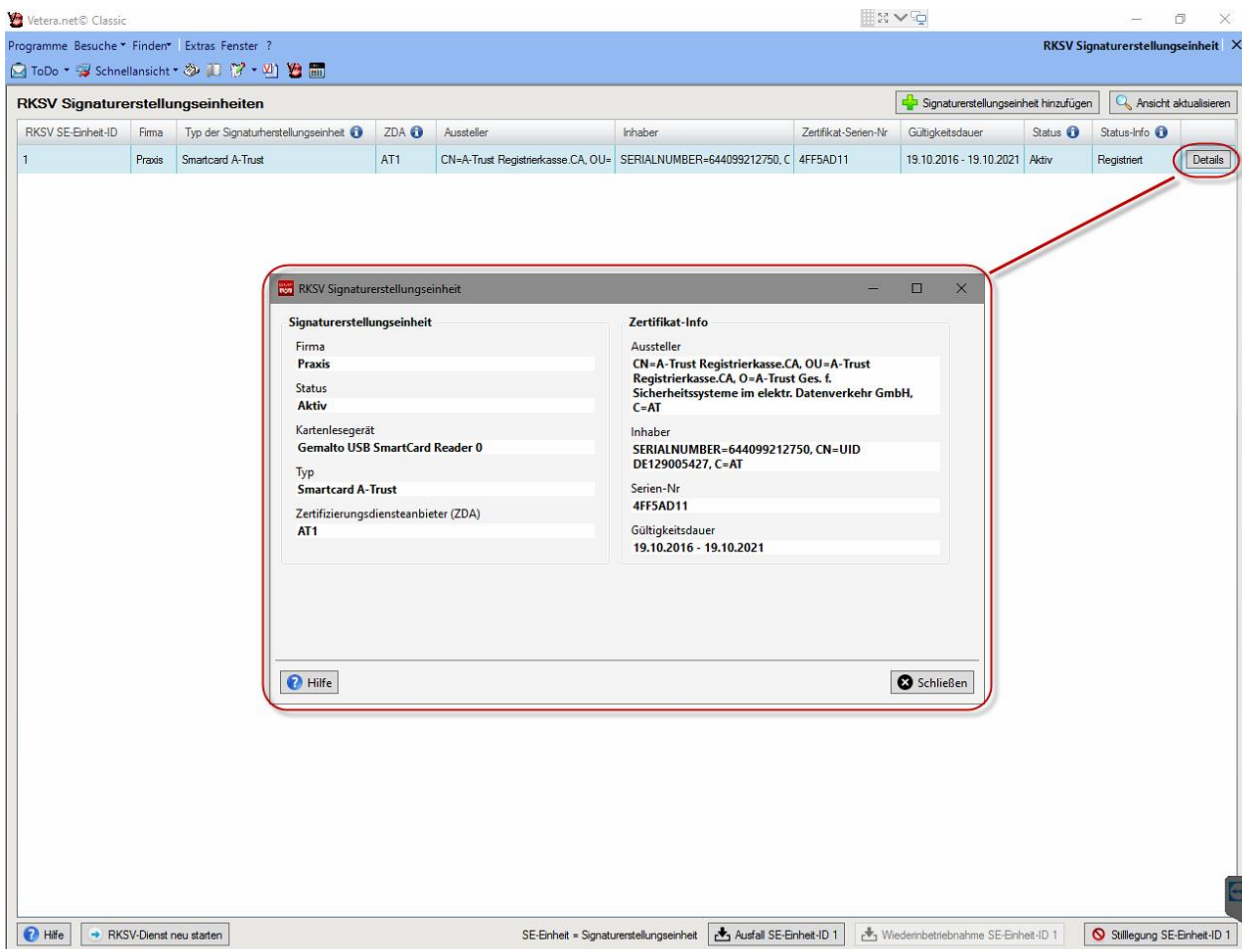 Vetera.net© Classic
Programme Besuche Finden Extras Fenster ?
RKSV Signaturerstellungseinheit
ToDo Schnellansicht
RKSV Signaturerstellungseinheiten
Signaturerstellungseinheit hinzufügen
Ansicht aktualisieren
RKSV SE-Einheit-ID Firma Typ der Signaturherstellungseinheit ZDA Aussteller Inhaber Zertifikat-Serien-Nr Gültigkeitsdauer Status Status-Info
1 Praxis Smartcard A-Trust AT1 CN=A-Trust Registrierkasse.CA, OU= SERIALNUMBER=644099212750, C 4FF5AD11 19.10.2016 - 19.10.2021 Aktiv Registriert Details
RKSV Signaturerstellungseinheit
Signaturerstellungseinheit
Firma
Praxis
Status
Aktiv
Kartenlesegerät
Gemalto USB SmartCard Reader 0
Typ
Smartcard A-Trust
Zertifizierungsdiensteanbieter (ZDA)
AT1
Zertifikat-Info
Aussteller
CN=A-Trust Registrierkasse.CA, OU=A-Trust
Registrierkasse.CA, O=A-Trust Ges. f.
Sicherheitssysteme im elektr. Datenverkehr GmbH,
C=AT
Inhaber
SERIALNUMBER=644099212750, CN=UID
DE129005427, C=AT
Serien-Nr
4FF5AD11
Gültigkeitsdauer
19.10.2016 - 19.10.2021
Hilfe
Schließen
Hilfe
RKSV-Dienst neu starten
SE-Einheit = Signaturerstellungseinheit
Ausfall SE-Einheit-ID 1
Wiederinbetriebnahme SE-Einheit-ID 1
Stilllegung SE-Einheit-ID 1